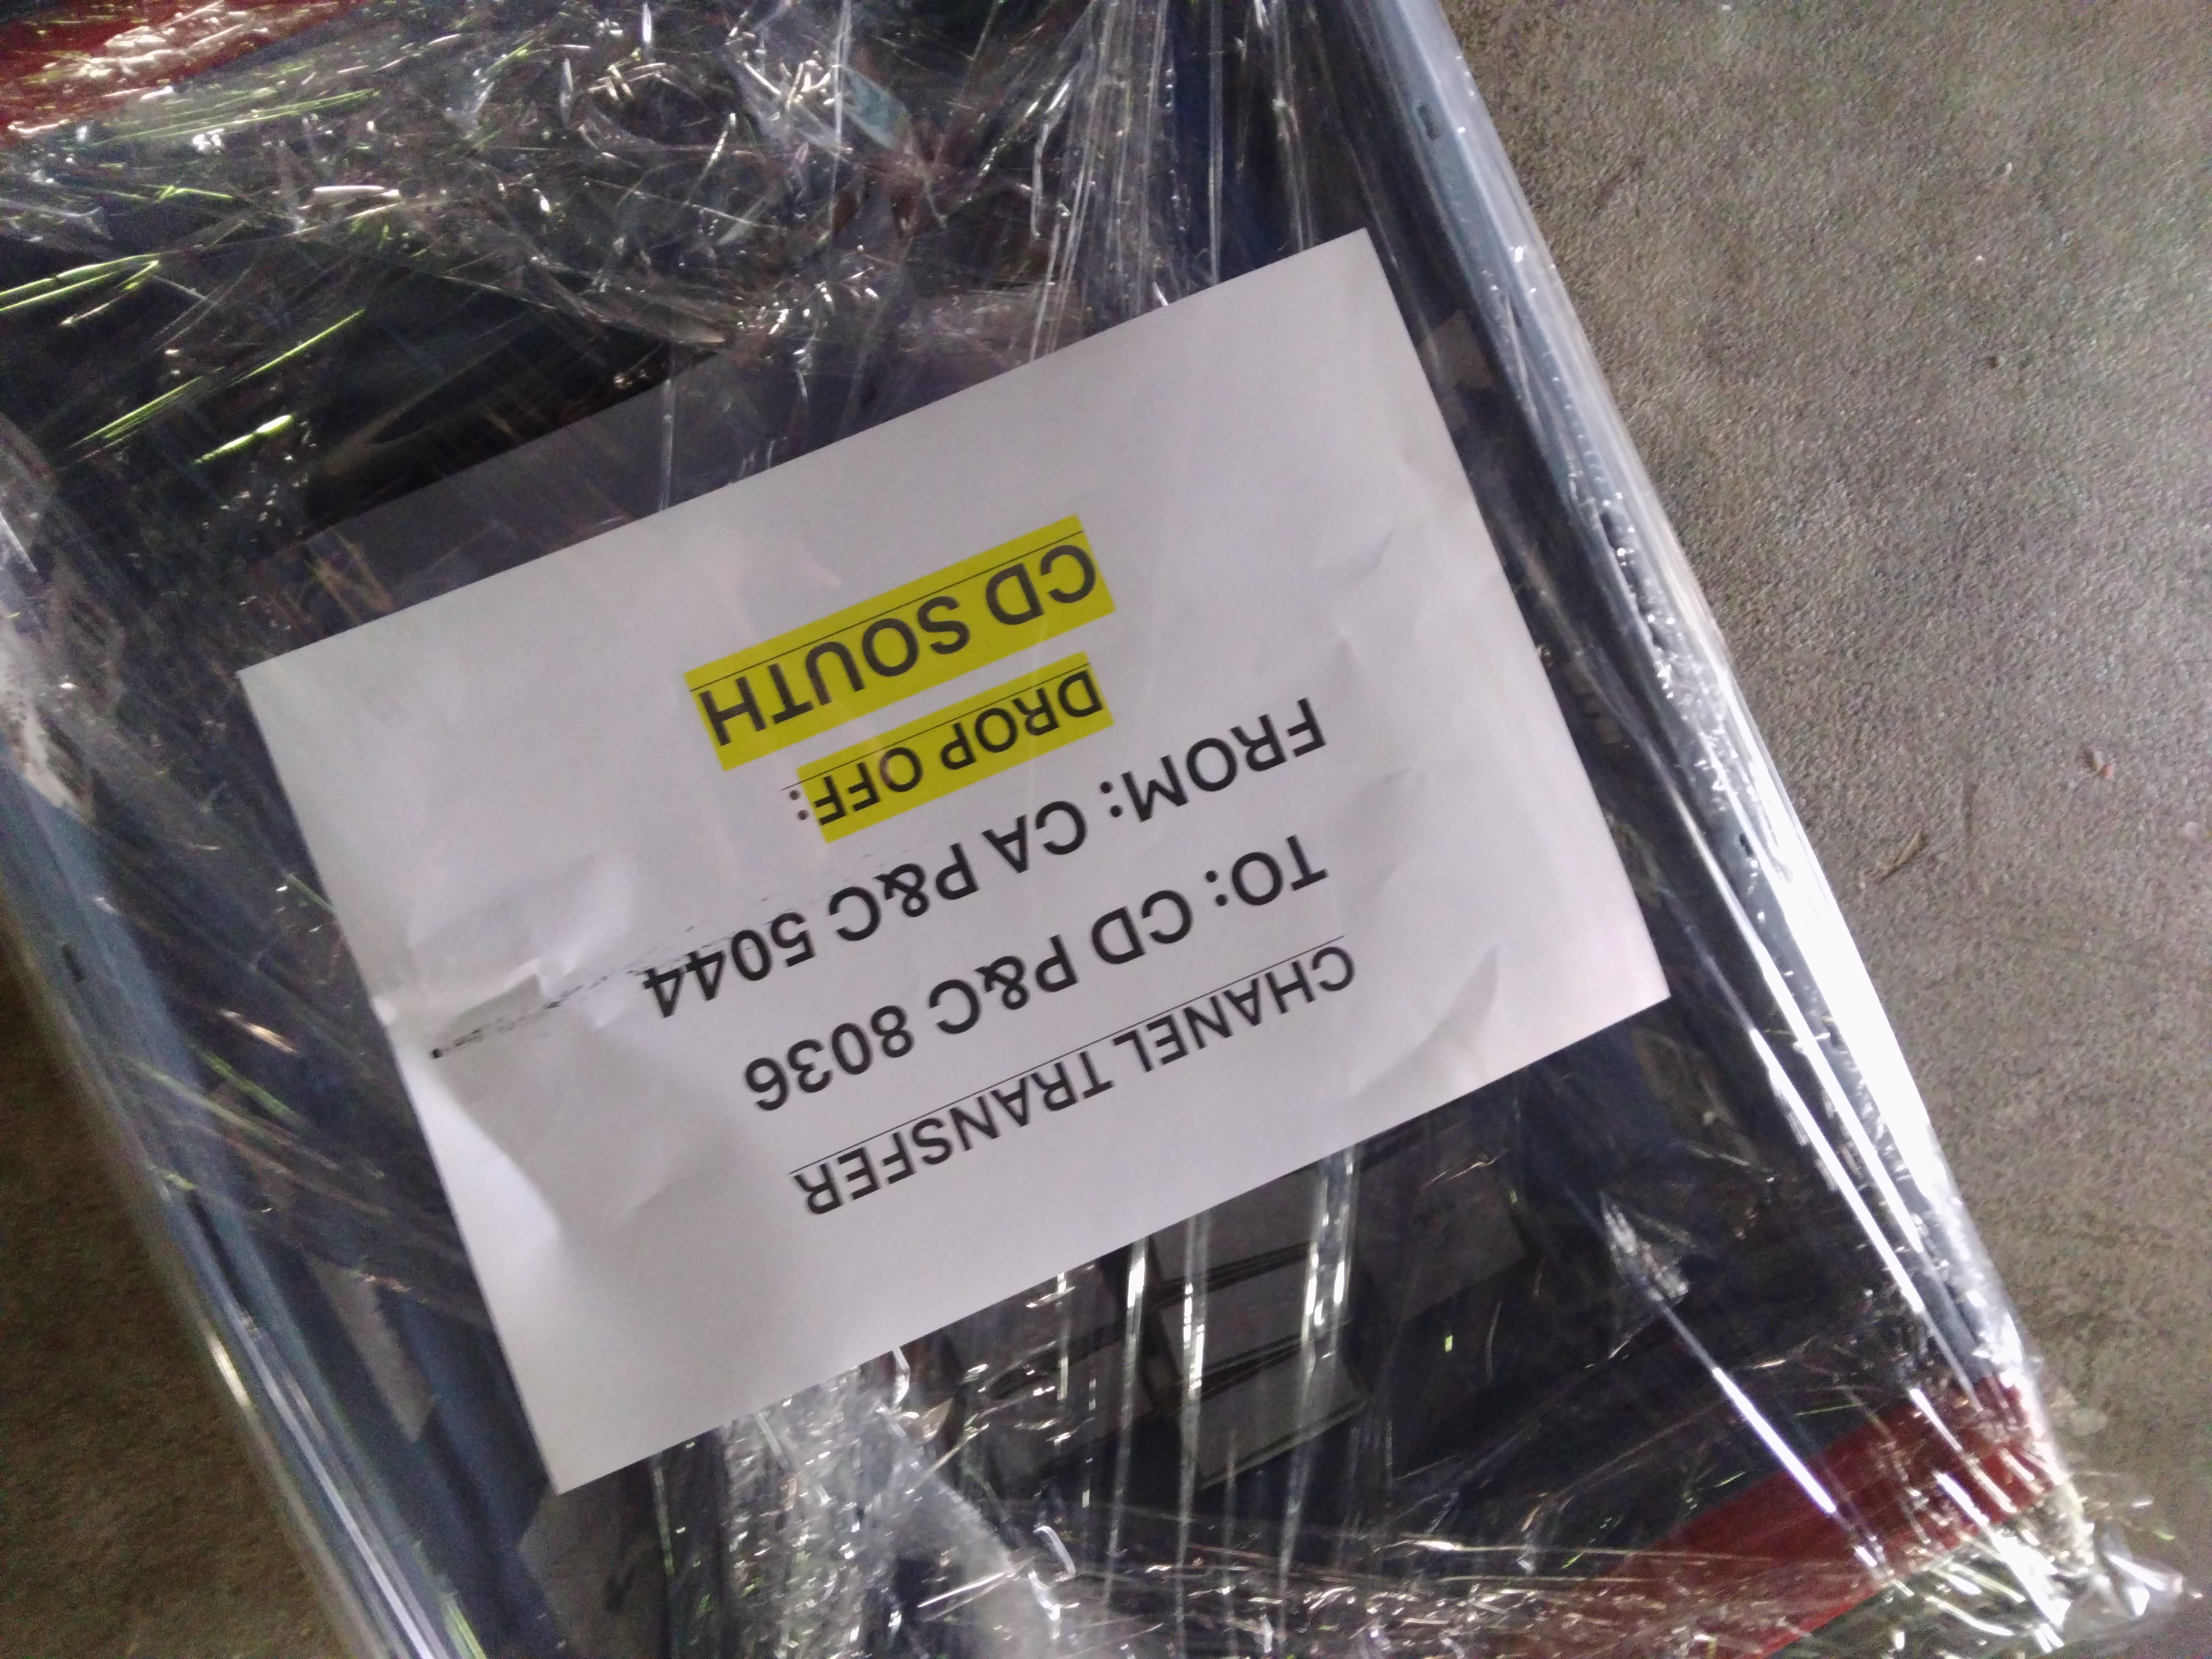 CHANEL TRANSFER
TO: CD P&C 8036
FROM: CA P&C 5044
DROP OFF:
CD SOUTH